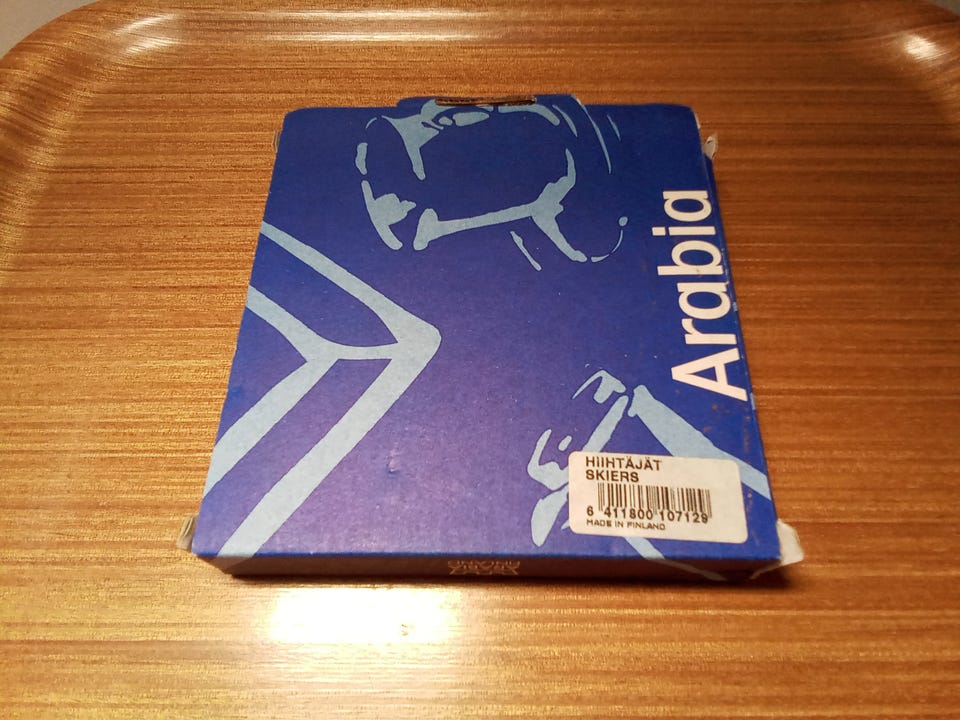 Arabia
HIIHTÄJÄT
SKIERS
6 411800 107129
MADE IN FINLAND